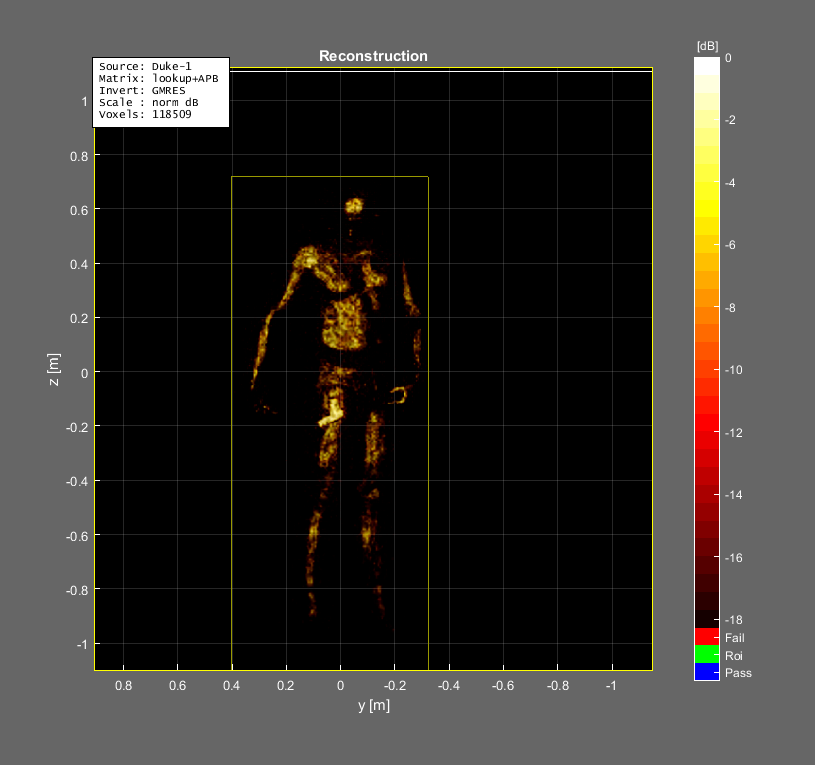 Reconstruction
[dB]
Source: Duke-1
Matrix: lookup+APB
Invert: GMRES
Scale : norm dB
Voxels: 118509
1
0.8
0.6
0.4
0.2
0
-0.2
-0.4
-0.6
-0.8
-1
z [m]
0.8 0.6 0.4 0.2 0 -0.2 -0.4 -0.6 -0.8 -1
y [m]
0
-2
-4
-6
-8
-10
-12
-14
-16
-18
Fail
Roi
Pass